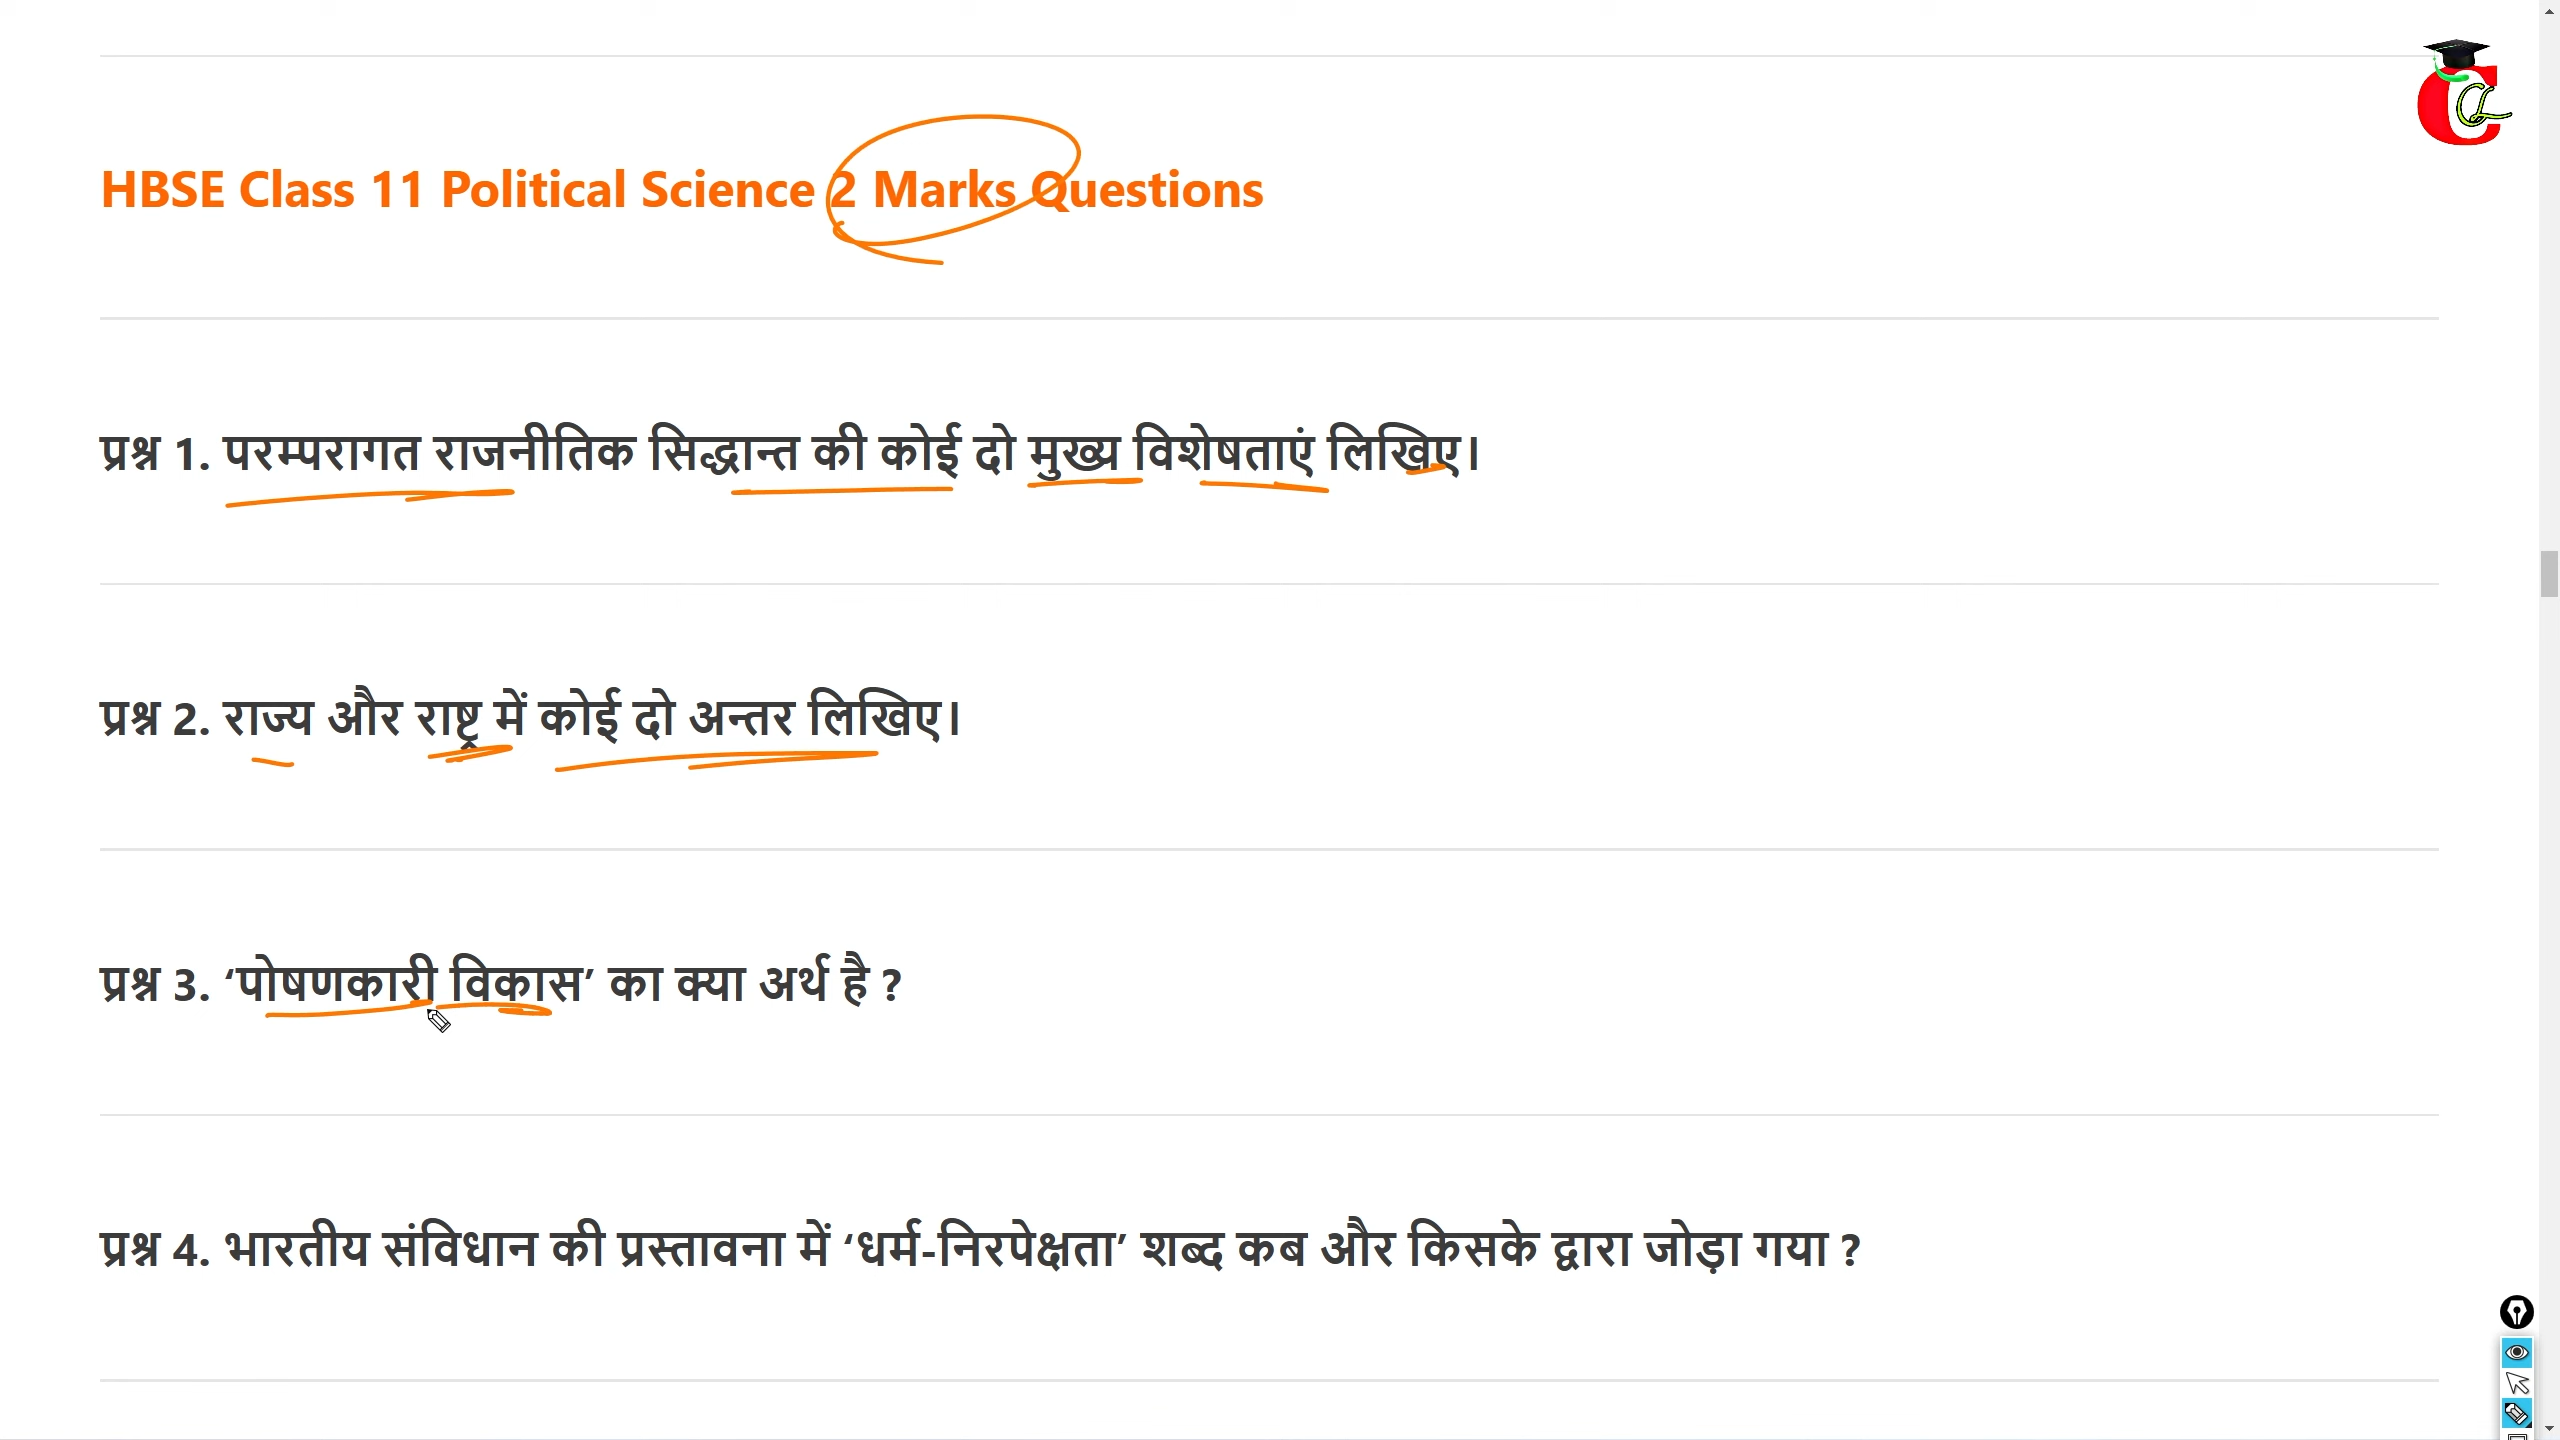 HBSE Class 11 Political Science 2 Marks Questions
प्रश्न 1. परम्परागत राजनीतिक सिद्धान्त की कोई दो मुख्य विशेषताएं लिखिए।
प्रश्न 2. राज्य और राष्ट्र में कोई दो अन्तर लिखिए।
प्रश्न 3. ‘पोषणकारी विकास’ का क्या अर्थ है ?
प्रश्न 4. भारतीय संविधान की प्रस्तावना में ‘धर्म-निरपेक्षता’ शब्द कब और किसके द्वारा जोड़ा गया ?